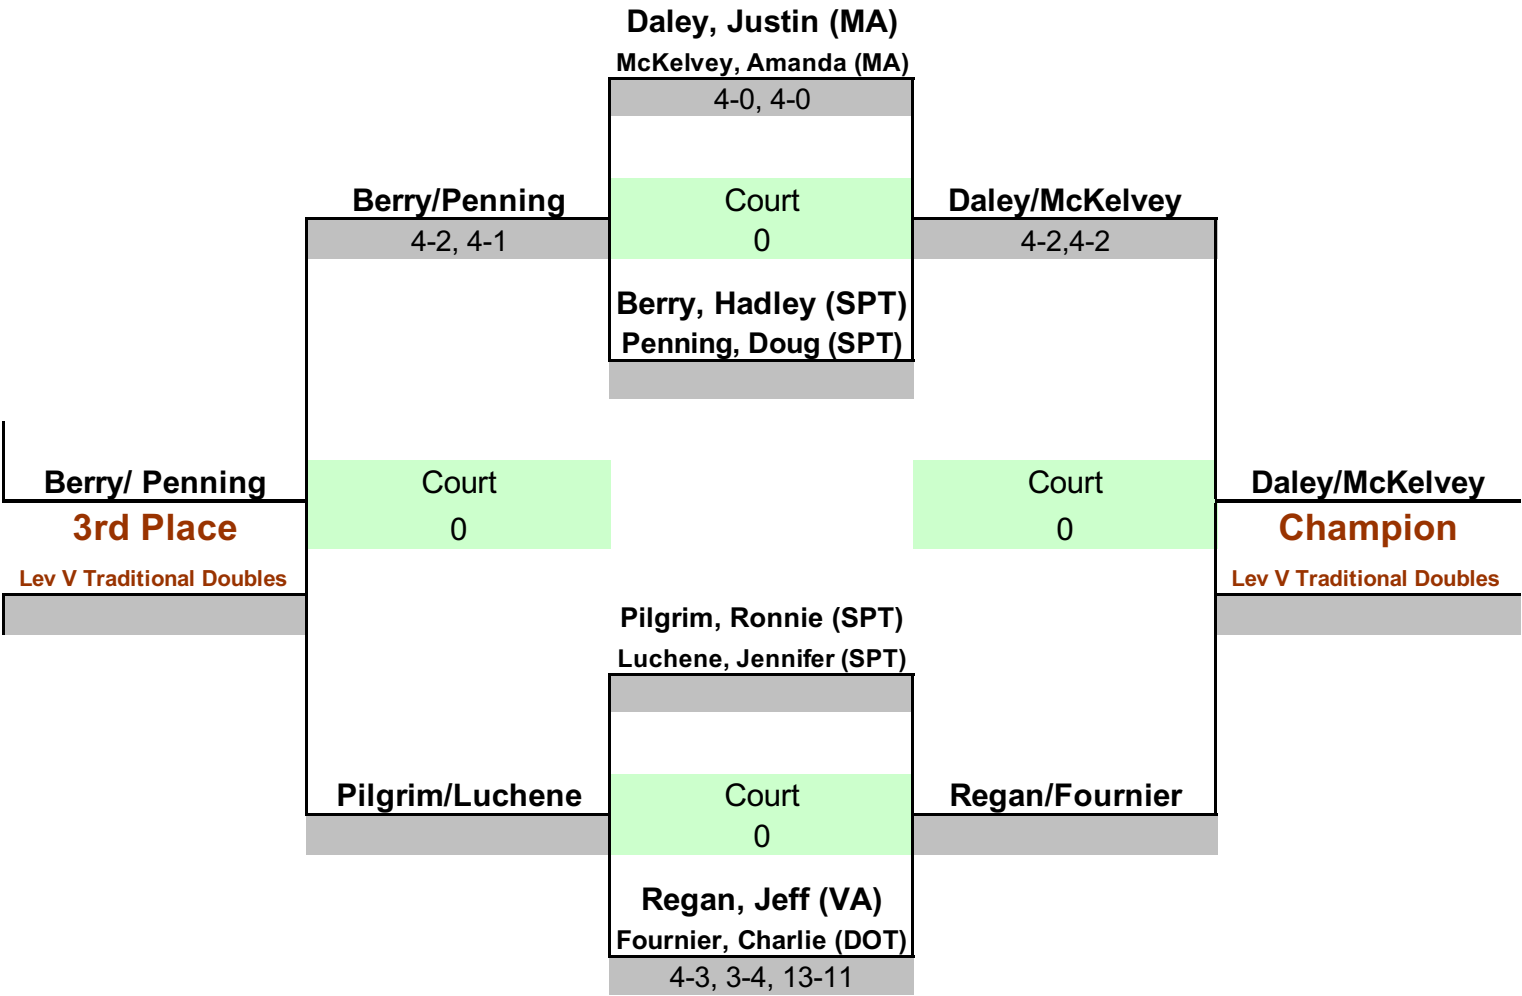 Daley, Justin (MA)
McKelvey, Amanda (MA)
4-0, 4-0
Berry/Penning
Court
Daley/McKelvey
4-2, 4-1
0
4-2,4-2
Berry, Hadley (SPT)
Penning, Doug (SPT)
Berry/ Penning
Court
Court
Daley/McKelvey
3rd Place
0
0
Champion
Lev V Traditional Doubles
Lev V Traditional Doubles
Pilgrim, Ronnie (SPT)
Luchene, Jennifer (SPT)
Pilgrim/Luchene
Court
Regan/Fournier
0
Regan, Jeff (VA)
Fournier, Charlie (DOT)
4-3, 3-4, 13-11